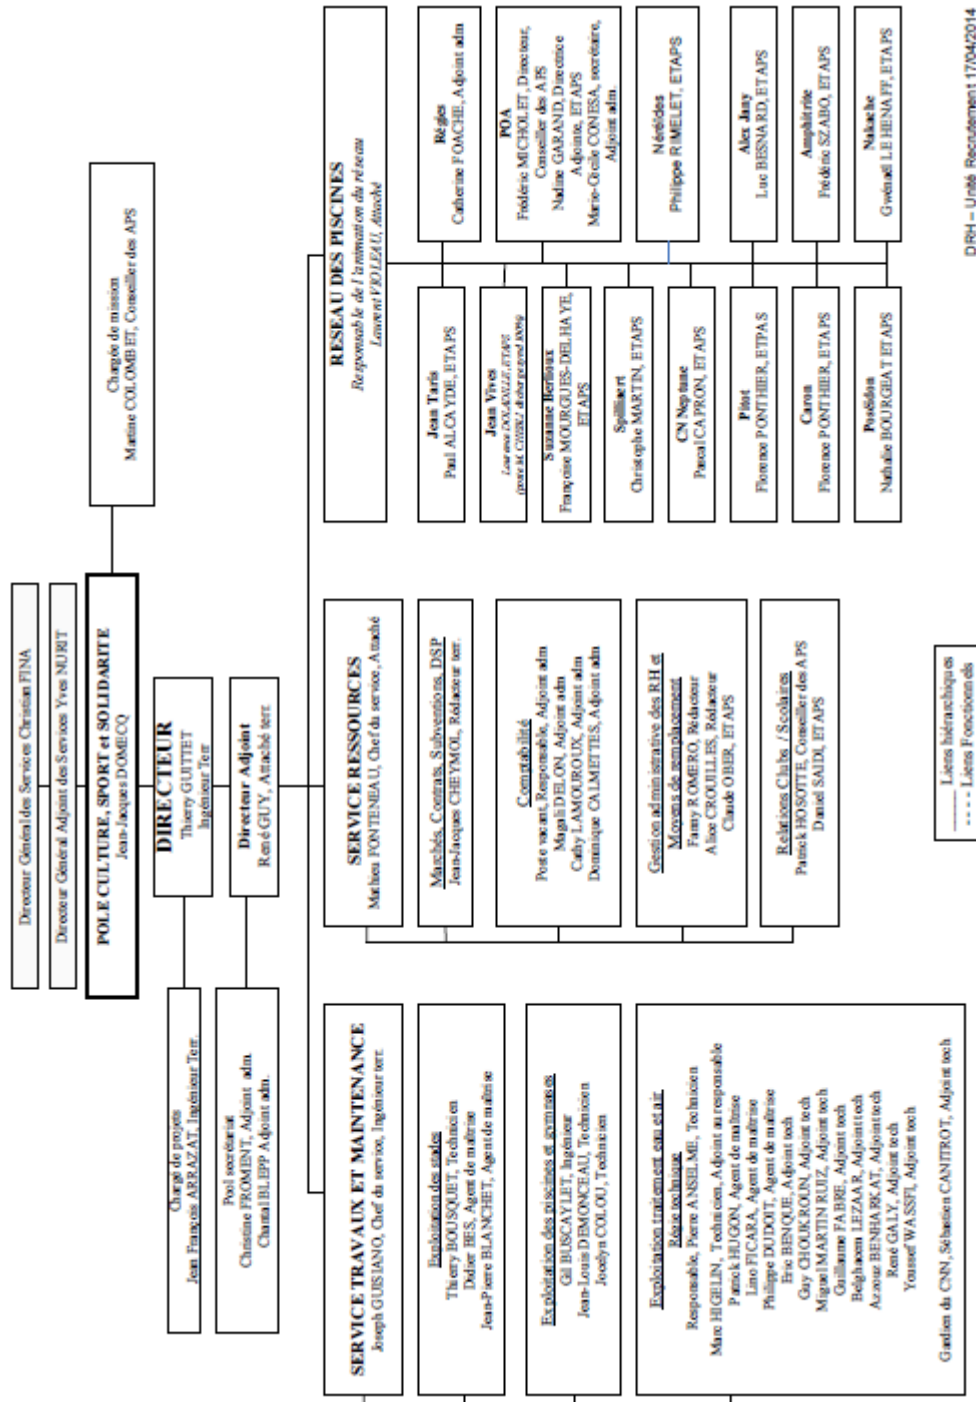 Directeur Général des Services Christian FINA
Directeur Général Adjoint des Services Yves NURIT
POLE CULTURE, SPORT et SOLIDARITE
Jean-Jacques DOMECQ
Chargée de mission
Martine COLOMBET, Conseiller des APS
DIRECTEUR
Thierry GUITTET
Ingénieur Terr
Chargé de projets
Jean François ARRAZAT, Ingénieur Terr.
Directeur Adjoint
René GUY, Attaché terr
Pool secrétariat
Christine FROMENT, Adjoint adm
Chantal BLEPP Adjoint adm.
SERVICE TRAVAUX ET MAINTENANCE
Joseph GUISIANO, Chef du service, Ingénieur terr.
Exploitation des stades
Thierry BOUSQUET, Technicien
Didier BES, Agent de maîtrise
Jean-Pierre BLANCHET, Agent de maîtrise
Exploitation des piscines et gymnases
Gil BUSCAYLET, Ingénieur
Jean-Louis DEMONCEAU, Technicien
Jocelyn COLOU, Technicien
Exploitation traitement eau et air
Régie technique
Responsable, Pierre ANSELME, Technicien
Marc HIGELIN, Technicien, Adjoint au responsable
Patrick HUGON, Agent de maîtrise
Lino FICARA, Agent de maîtrise
Philippe DUDOIT, Agent de maîtrise
Eric BENQUE, Adjoint tech
Guy CHOUKROUN, Adjoint tech
Miguel MARTIN RUIZ, Adjoint tech
Guillaume FABRE, Adjoint tech
Belghacem LEZAAR, Adjoint tech
Azzouz BENHARKAT, Adjoint tech
René GALY, Adjoint tech
Youssef WASSFI, Adjoint tech
Gardien du CNN, Sébastien CANITROT, Adjoint tech
SERVICE RESSOURCES
Mathieu FONTENEAU, Chef du service, Attaché
Marchés, Contrats, Subventions, DSP
Jean-Jacques CHEYMOL, Rédacteur terr.
Comptabilité
Poste vacant, Responsable, Adjoint adm
Magali DELON, Adjoint adm
Cathy LAMOUROUX, Adjoint adm
Dominique CALMETTES, Adjoint adm
Gestion administrative des RH et
Moyens de remplacement
Fanny ROMERO, Rédacteur
Alice CROUILLES, Rédacteur
Claude OBER, ETAPS
Relations Clubs / Scolaires
Patrick HOSOTTE, Conseiller des APS
Daniel SAIDI, ETAPS
RESEAU DES PISCINES
Responsable de l'animation du réseau
Laurent VIOLEAU, Attaché
Jean Taris
Paul ALCAYDE, ETAPS
Jean Vives
Laurence DOLADILLE, ETAPS
Suzanne Berlioux
Françoise MOURGUES-DELHAYE,
ETAPS
Spilliaert
Christophe MARTIN, ETAPS
CN Neptune
Pascal CAPRON, ETAPS
Pitot
Florence PONTHIER, ETPAS
Caron
Florence PONTHIER, ETAPS
Poséidon
Nathalie BOURGEAT ETAPS
Régies
Catherine FOACHE, Adjoint adm
POA
Frédéric MICHOLET, Directeur,
Conseiller des APS
Nadine GARAND, Directrice
Adjointe, ETAPS
Marie-Cécile CONESA, secrétaire,
Adjoint adm.
Néréides
Philippe RIMELET, ETAPS
Alex Jany
Luc BESNARD, ETAPS
Amphitrite
Frédéric SZABO, ETAPS
Nakache
Gwénaël LE HENAFF, ETAPS
Liens hiérarchiques
Liens Fonctionnels
DRH – Unité Recrutement 17/04/2014